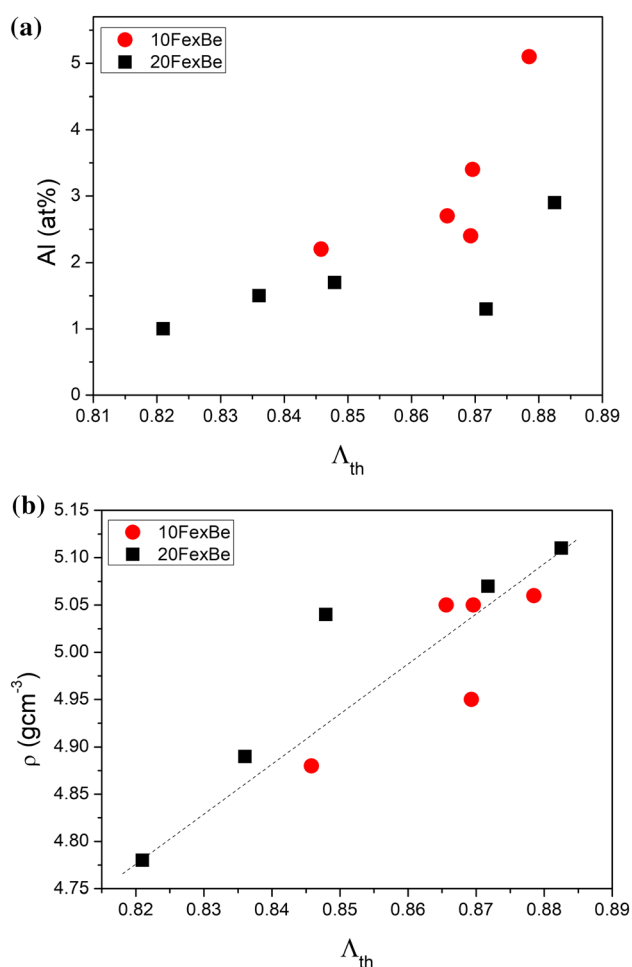 (a)
10FexBe
20FexBe
5
4
3
2
1
0
Al (at%)
0.81 0.82 0.83 0.84 0.85 0.86 0.87 0.88 0.89
Λth
(b)
10FexBe
20FexBe
5.15
5.10
5.05
5.00
4.95
4.90
4.85
4.80
4.75
ρ (gcm-3)
0.82 0.83 0.84 0.85 0.86 0.87 0.88 0.89
Λth